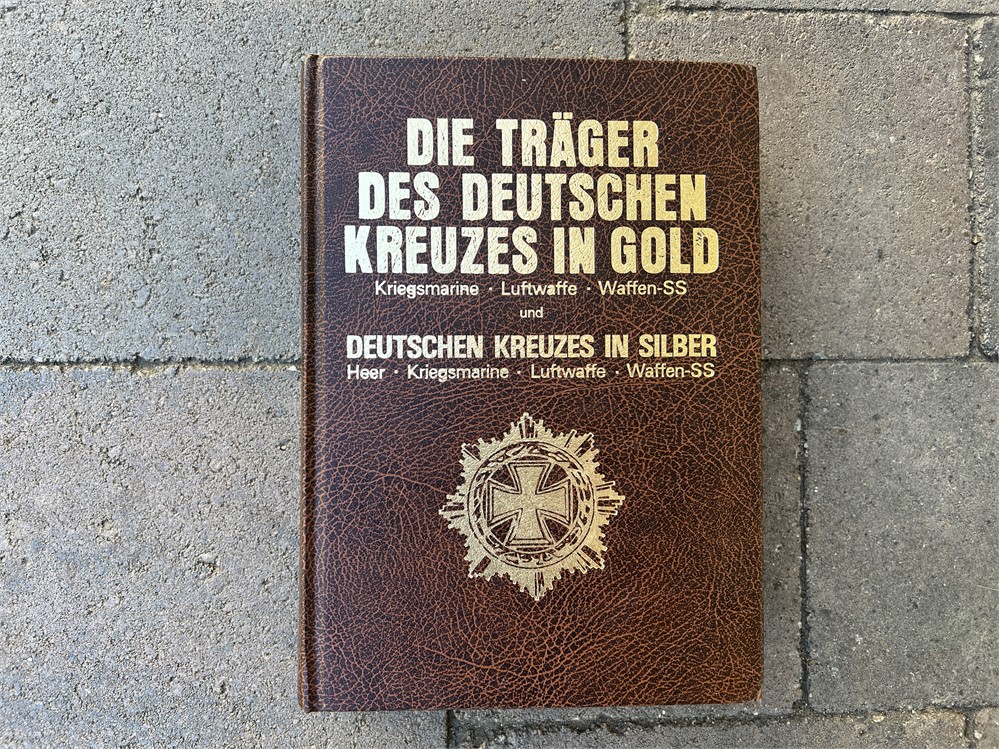 DIE TRÄGER
DES DEUTSCHEN
KREUZES IN GOLD
Kriegsmarine · Luftwaffe · Waffen-SS
und
DEUTSCHEN KREUZES IN SILBER
Heer · Kriegsmarine · Luftwaffe · Waffen-SS